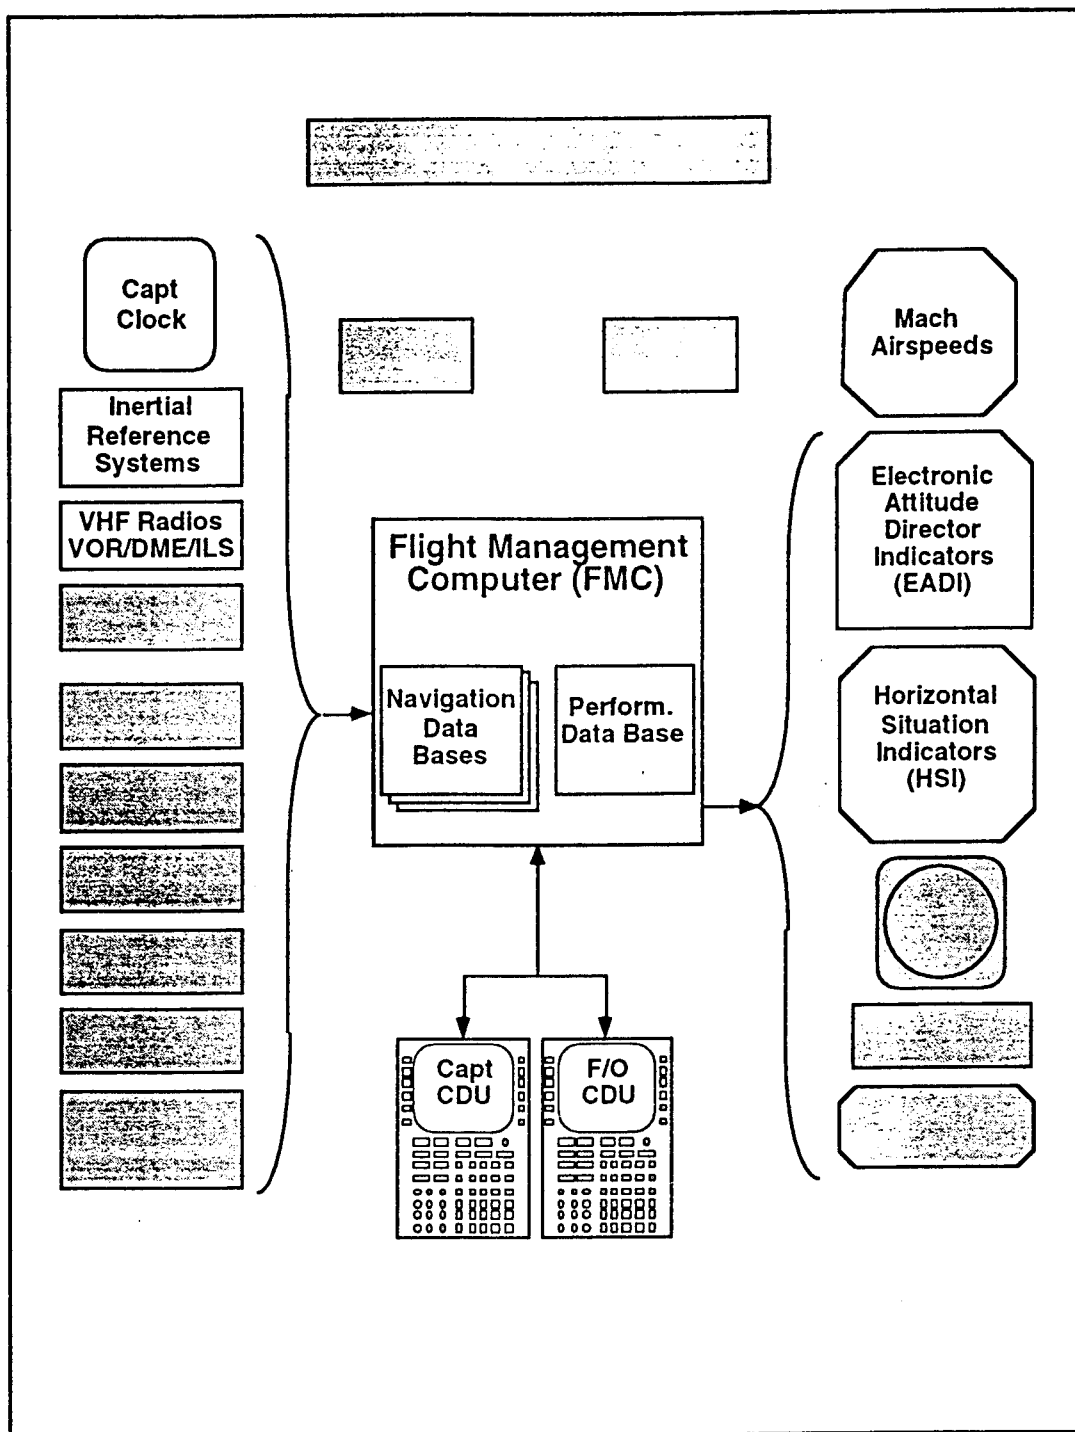 Capt
Clock
Inertial
Reference
Systems
VHF Radios
VOR/DME/ILS
Flight Management
Computer (FMC)
Navigation
Data
Bases
Perform.
Data Base
Capt
CDU
F/O
CDU
Mach
Airspeeds
Electronic
Attitude
Director
Indicators
(EADI)
Horizontal
Situation
Indicators
(HSI)